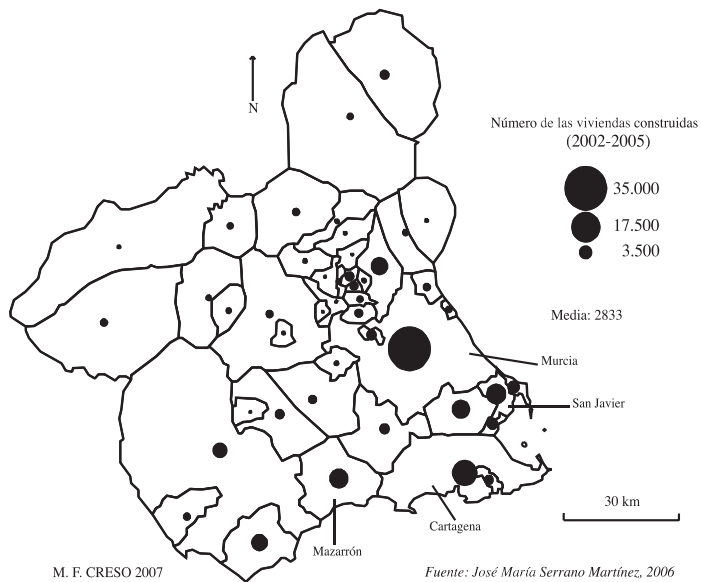 N
Número de las viviendas construidas
(2002-2005)
35.000
17.500
3.500
Media: 2833
Murcia
San Javier
30 km
Cartagena
Mazarrón
M. F. CRESO 2007
Fuente: José María Serrano Martínez, 2006